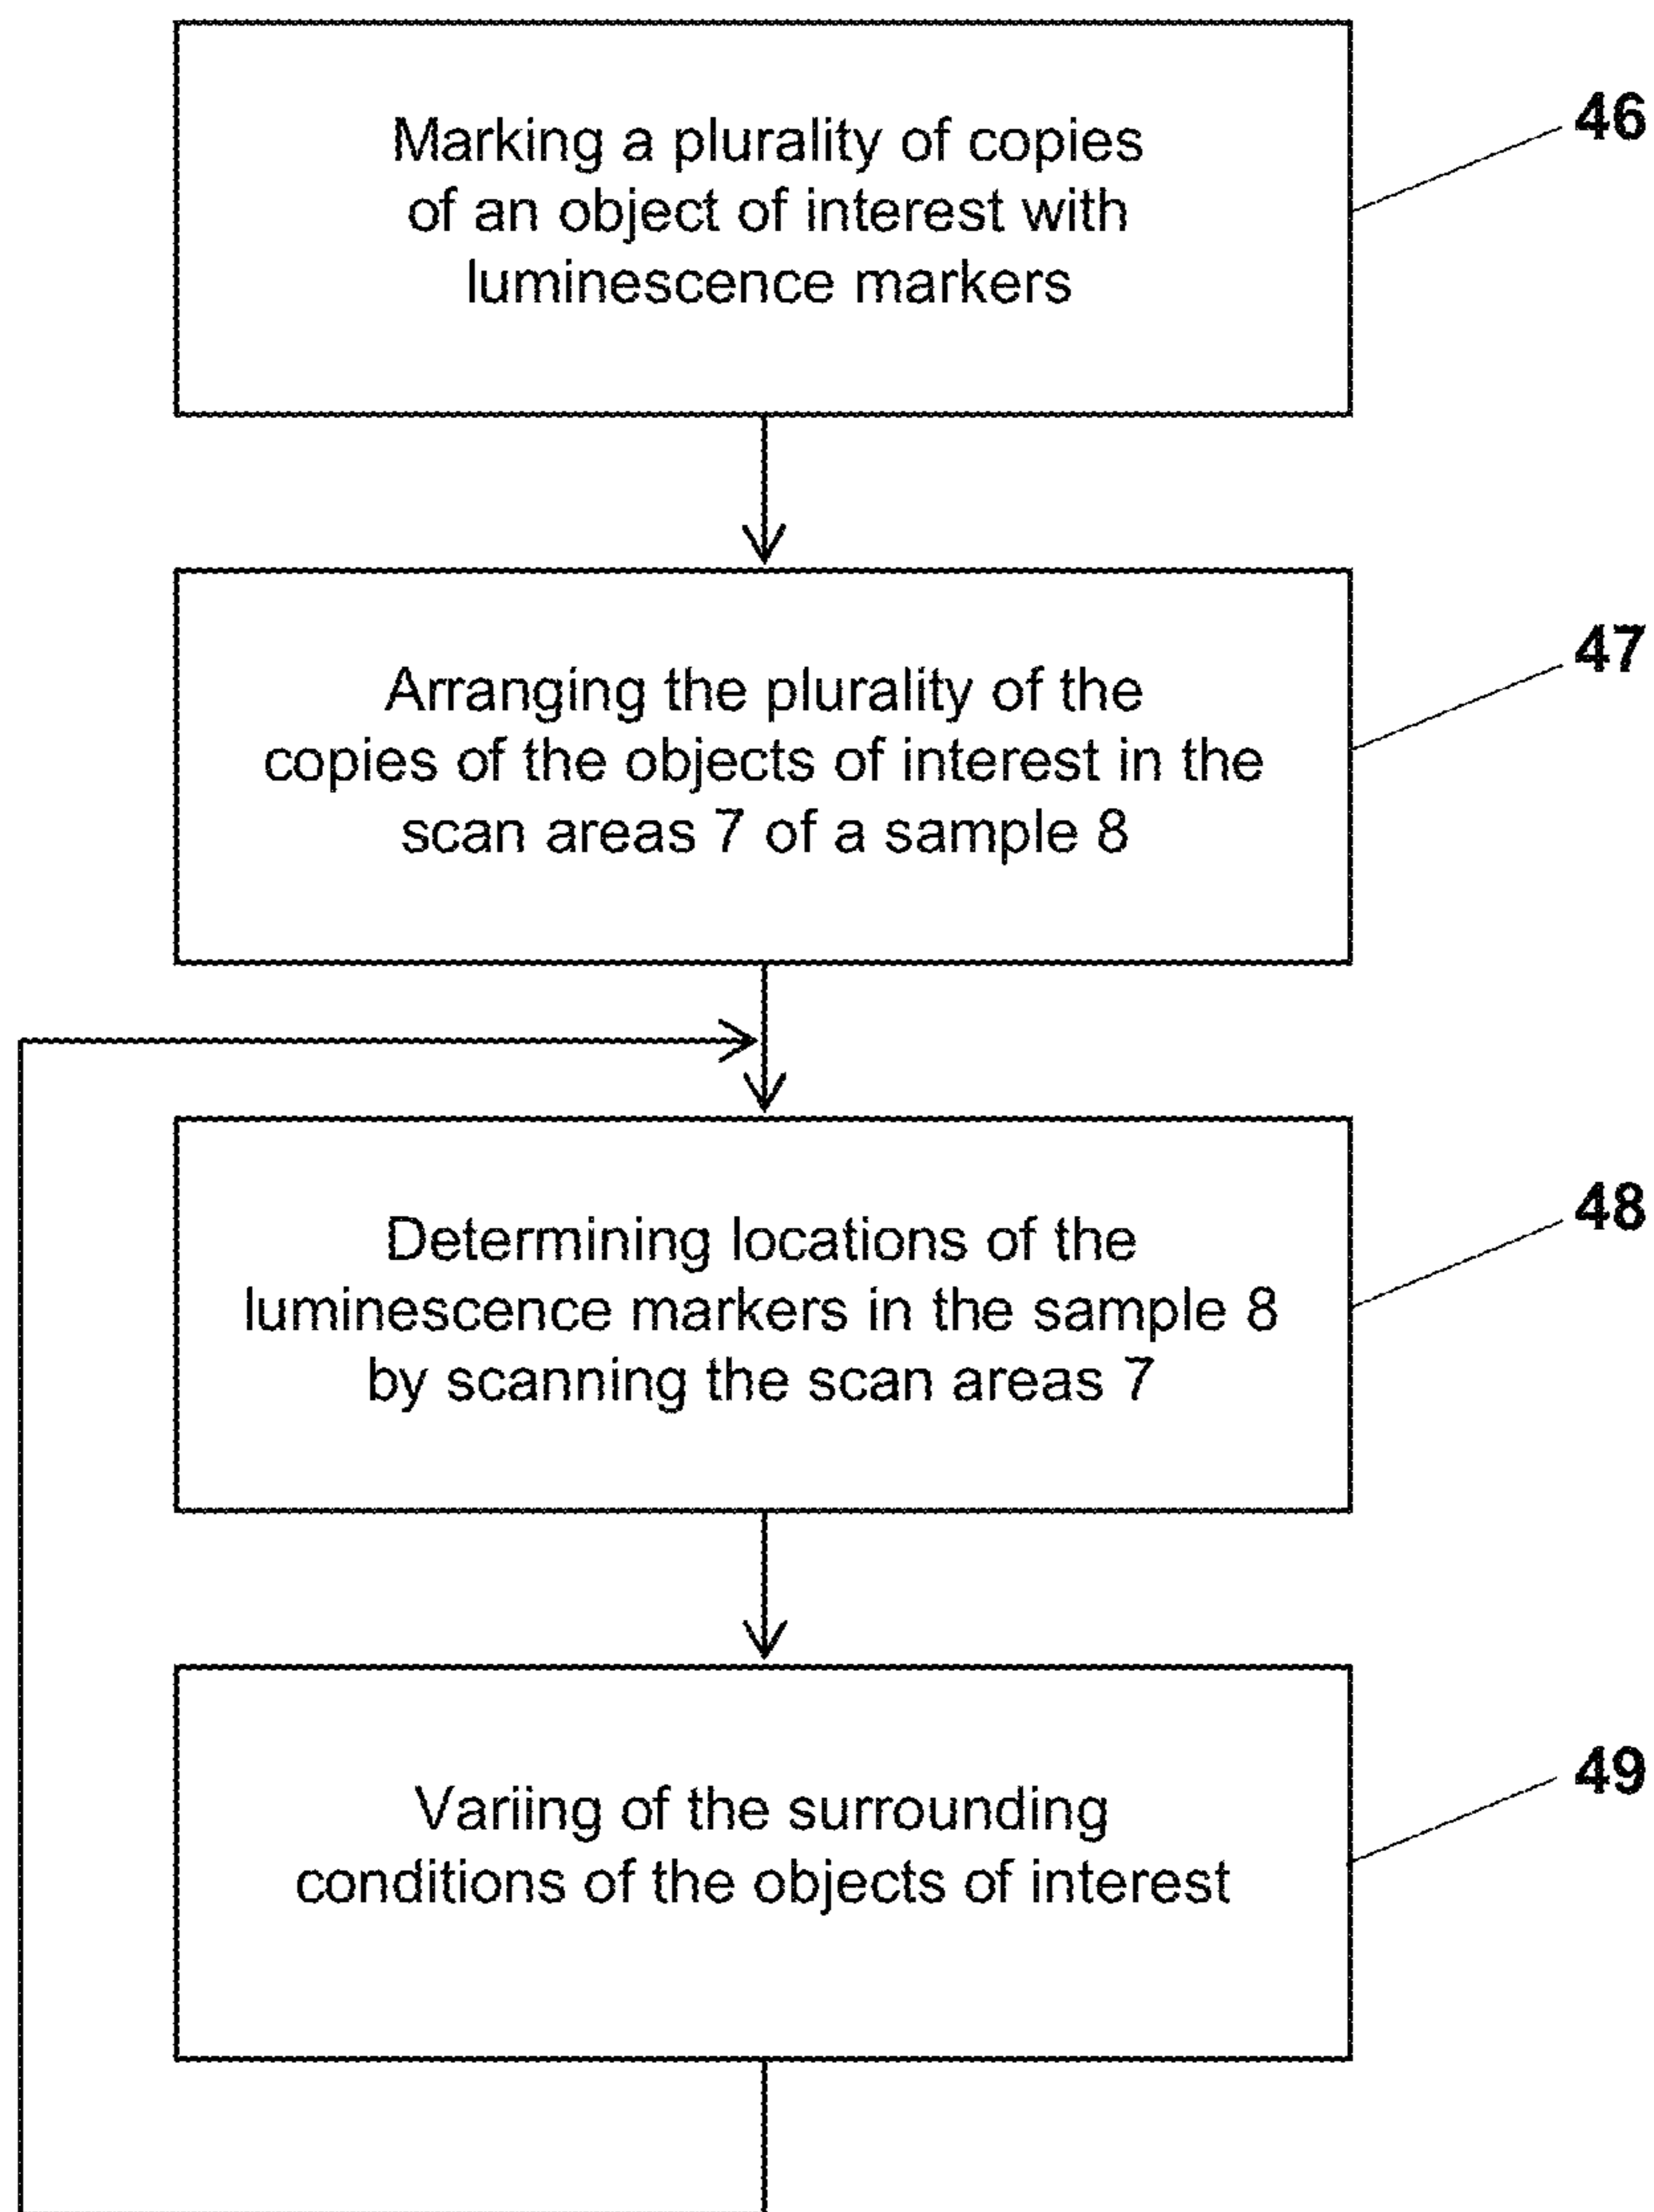 Marking a plurality of copies
of an object of interest with
luminescence markers
46
Arranging the plurality of the
copies of the objects of interest in the
scan areas 7 of a sample 8
47
Determining locations of the
luminescence markers in the sample 8
by scanning the scan areas 7
48
Variing of the surrounding
conditions of the objects of interest
49